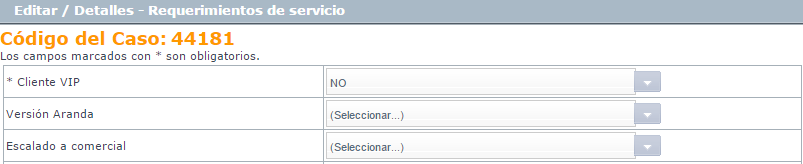 Editar / Detalles - Requerimientos de servicio
Código del Caso: 44181
Los campos marcados con * son obligatorios.
* Cliente VIP NO
Versión Aranda (Seleccionar...)
Escalado a comercial (Seleccionar...)